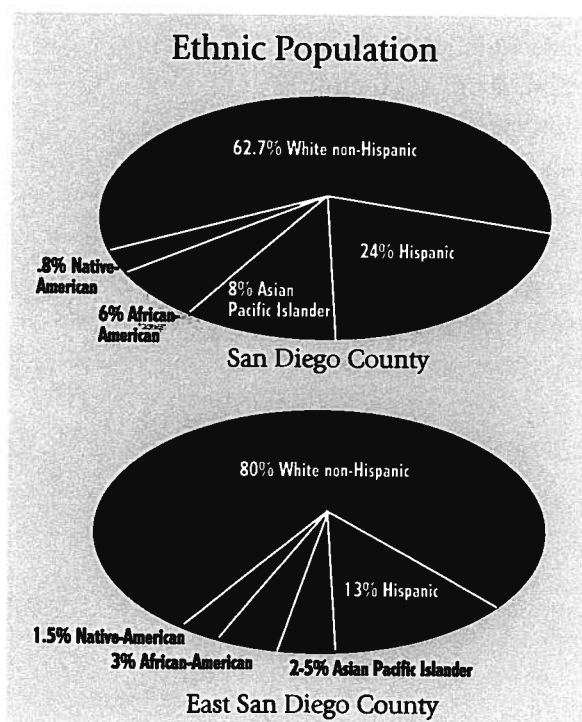 Ethnic Population
62.7% White non-Hispanic
24% Hispanic
8% Asian
Pacific Islander
6% African-
American
.8% Native-
American
San Diego County
80% White non-Hispanic
13% Hispanic
2-5% Asian Pacific Islander
3% African-American
1.5% Native-American
East San Diego County